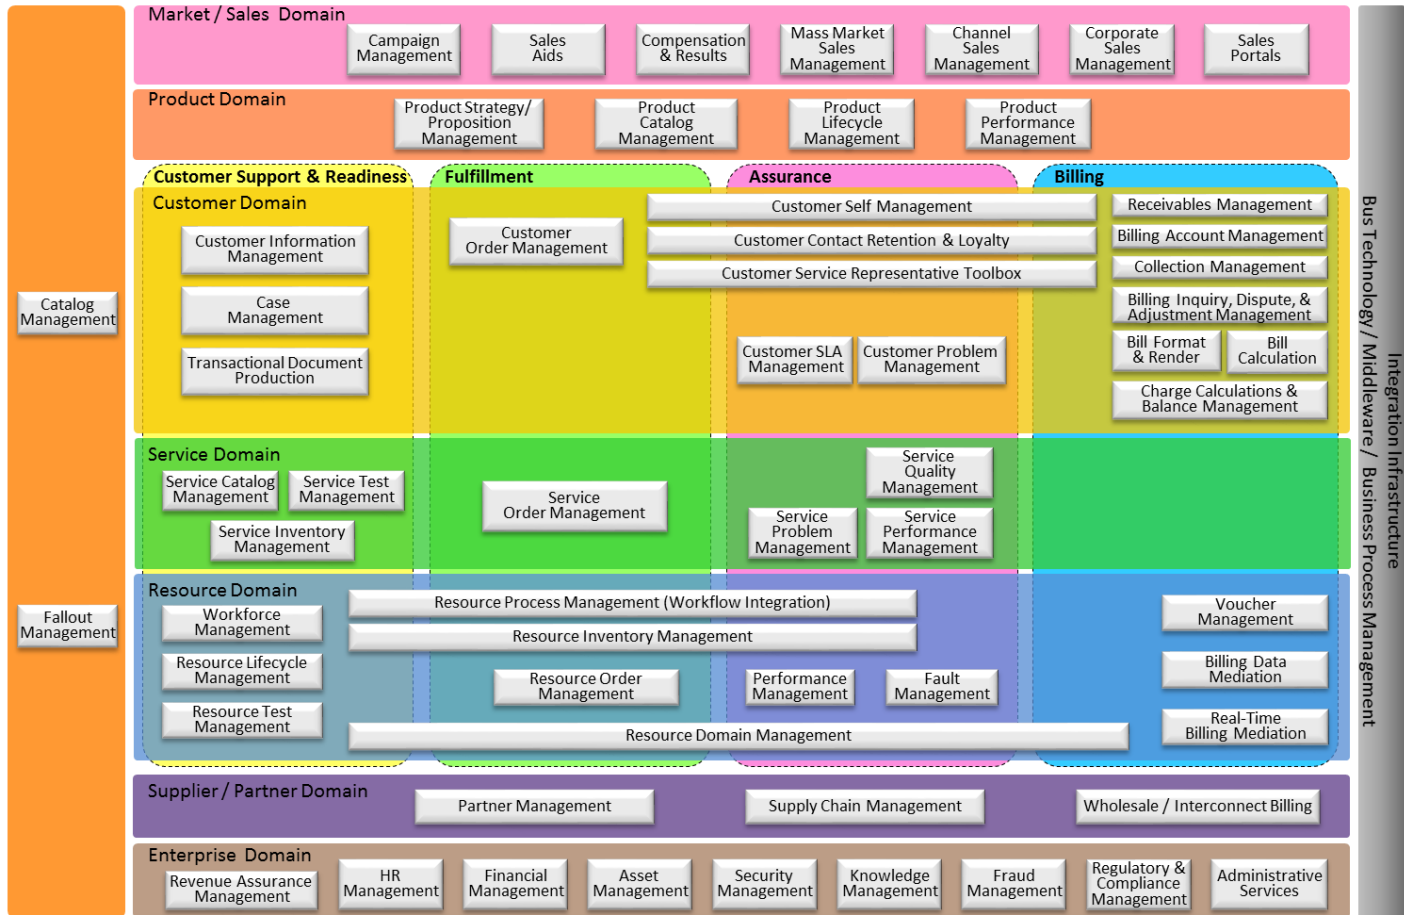 Market / Sales Domain
Campaign
Management
Sales
Aids
Compensation
& Results
Mass Market
Sales
Management
Channel
Sales
Management
Corporate
Sales
Management
Sales
Portals
Product Domain
Product Strategy/
Proposition
Management
Product
Catalog
Management
Product
Lifecycle
Management
Product
Performance
Management
Customer Support & Readiness
Fulfillment
Assurance
Billing
Customer Domain
Customer Information
Management
Case
Management
Transactional Document
Production
Customer
Order Management
Customer Self Management
Customer Contact Retention & Loyalty
Customer Service Representative Toolbox
Customer SLA
Management
Customer Problem
Management
Receivables Management
Billing Account Management
Collection Management
Billing Inquiry, Dispute, &
Adjustment Management
Bill Format
& Render
Bill
Calculation
Charge Calculations &
Balance Management
Catalog
Management
Fallout
Management
Service Domain
Service Catalog
Management
Service Test
Management
Service Inventory
Management
Service
Order Management
Service
Quality
Management
Service
Problem
Management
Service
Performance
Management
Resource Domain
Workforce
Management
Resource Lifecycle
Management
Resource Test
Management
Resource Process Management (Workflow Integration)
Resource Inventory Management
Resource Order
Management
Performance
Management
Fault
Management
Resource Domain Management
Voucher
Management
Billing Data
Mediation
Real-Time
Billing Mediation
Supplier / Partner Domain
Partner Management
Supply Chain Management
Wholesale / Interconnect Billing
Enterprise Domain
Revenue Assurance
Management
HR
Management
Financial
Management
Asset
Management
Security
Management
Knowledge
Management
Fraud
Management
Regulatory &
Compliance
Management
Administrative
Services
Integration Infrastructure
Bus Technology / Middleware / Business Process Management